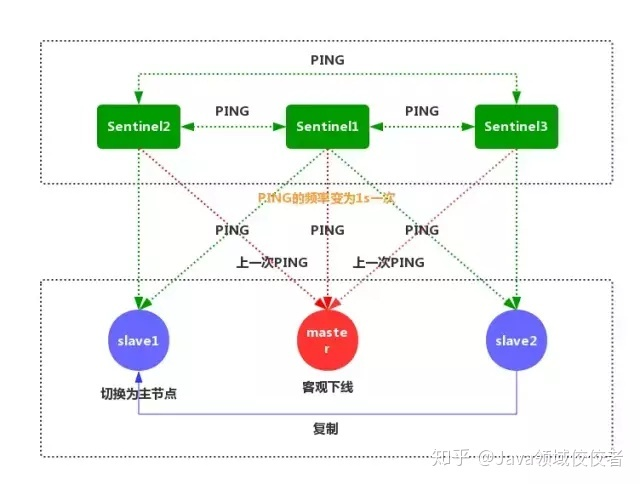 PING
PING
PING
Sentinel2
Sentinel1
Sentinel3
PING的频率变为1s一次
PING
PING
PING
上一次PING
上一次PING
slave1
maste
r
slave2
切换为主节点
客观下线
复制
知乎 @Java领域佼佼者